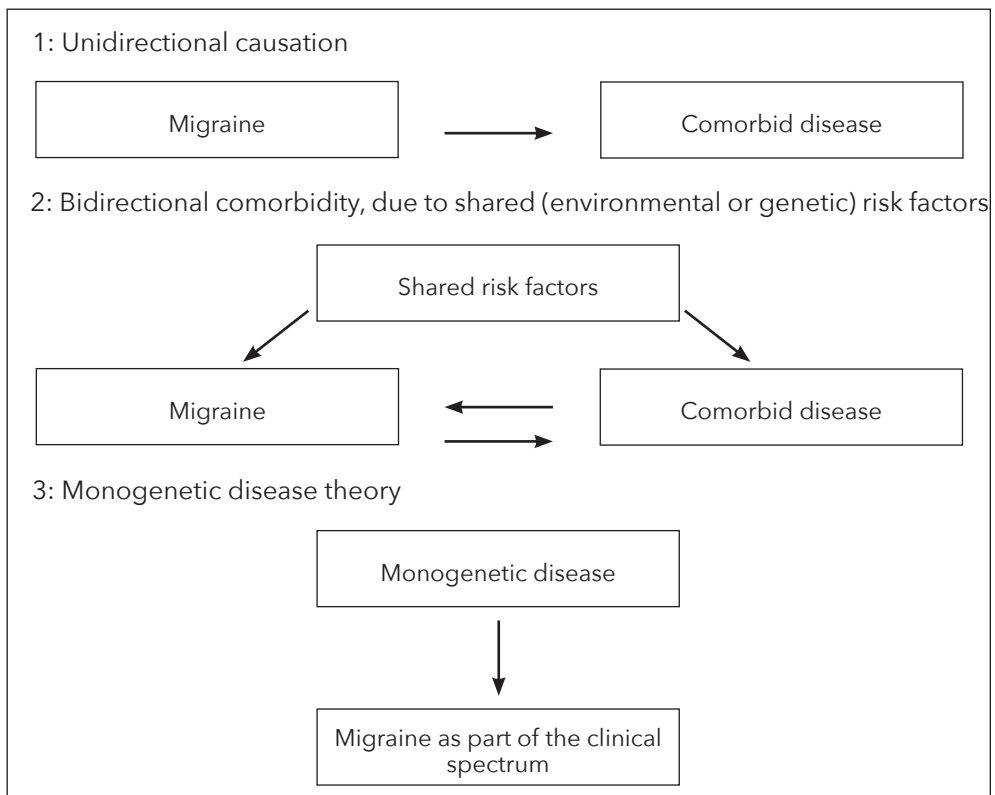 1: Unidirectional causation
Migraine
Comorbid disease
2: Bidirectional comorbidity, due to shared (environmental or genetic) risk factors
Shared risk factors
Migraine
Comorbid disease
3: Monogenetic disease theory
Monogenetic disease
Migraine as part of the clinical
spectrum